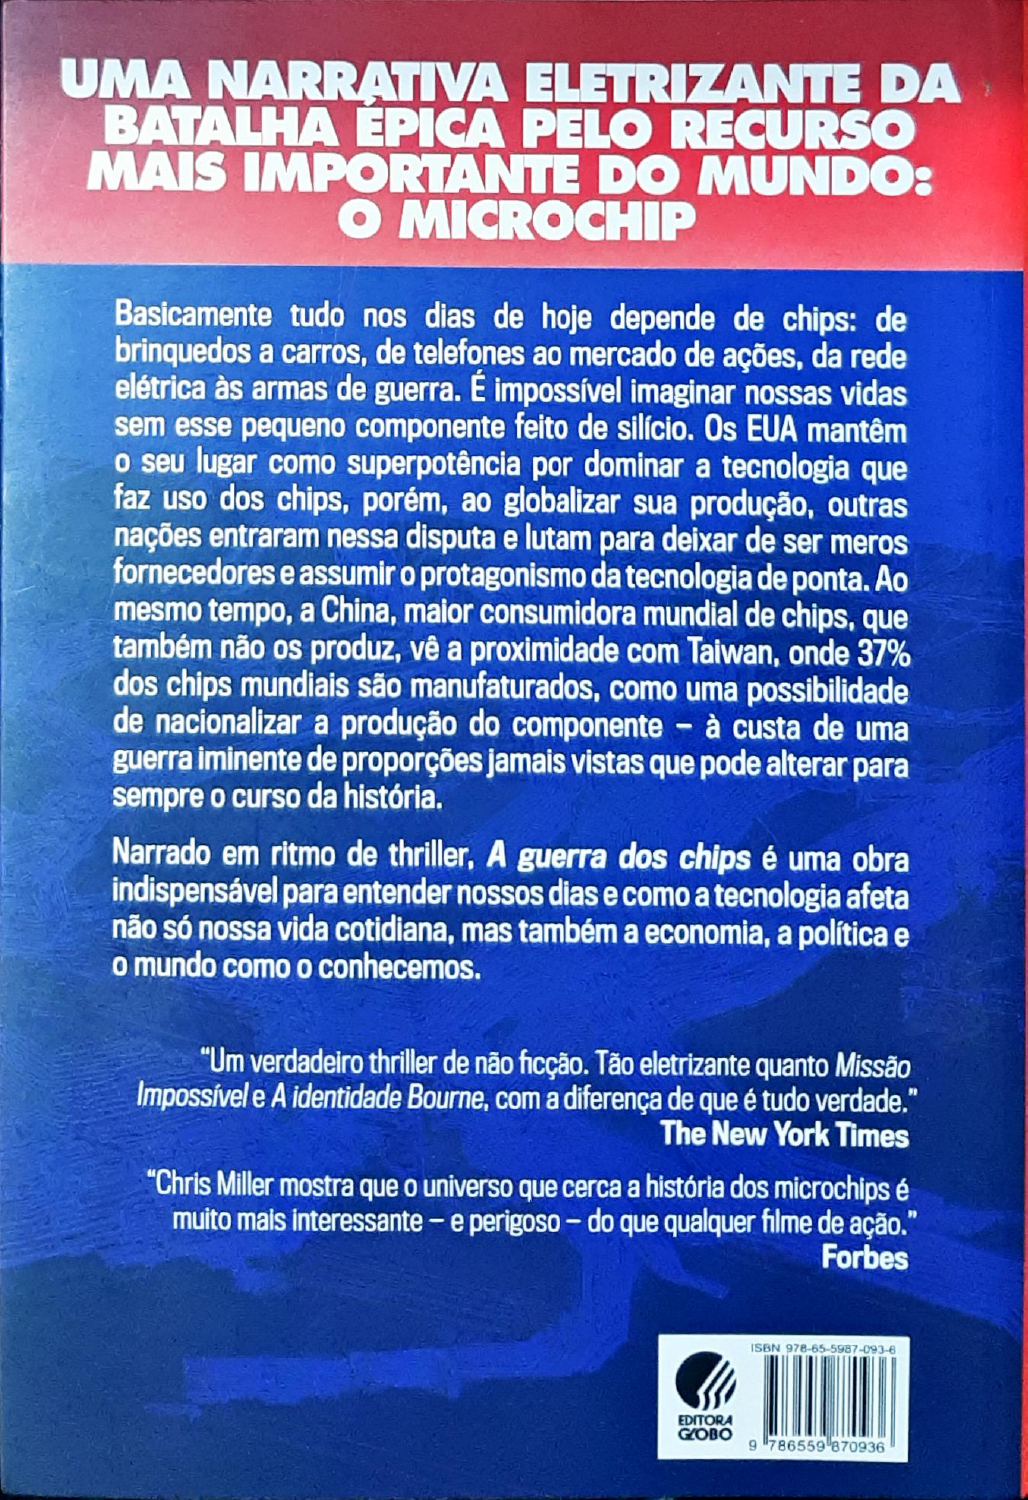 UMA NARRATIVA ELETRIZANTE DA
BATALHA ÉPICA PELO RECURSO
MAIS IMPORTANTE DO MUNDO:
O MICROCHIP
Basicamente tudo nos dias de hoje depende de chips: de
brinquedos a carros, de telefones ao mercado de ações, da rede
elétrica às armas de guerra. É impossível imaginar nossas vidas
sem esse pequeno componente feito de silício. Os EUA mantêm
o seu lugar como superpotência por dominar a tecnologia que
faz uso dos chips, porém, ao globalizar sua produção, outras
nações entraram nessa disputa e lutam para deixar de ser meros
fornecedores e assumir o protagonismo da tecnologia de ponta. Ao
mesmo tempo, a China, maior consumidora mundial de chips, que
também não os produz, vê a proximidade com Taiwan, onde 37%
dos chips mundiais são manufaturados, como uma possibilidade
de nacionalizar a produção do componente – à custa de uma
guerra iminente de proporções jamais vistas que pode alterar para
sempre o curso da história.
Narrado em ritmo de thriller, A guerra dos chips é uma obra
indispensável para entender nossos dias e como a tecnologia afeta
não só nossa vida cotidiana, mas também a economia, a política e
o mundo como o conhecemos.
“Um verdadeiro thriller de não ficção. Tão eletrizante quanto Missão
Impossível e A identidade Bourne, com a diferença de que é tudo verdade.”
The New York Times
“Chris Miller mostra que o universo que cerca a história dos microchips é
muito mais interessante – e perigoso – do que qualquer filme de ação.”
Forbes
ISBN 978-65-5987-093-6
EDITORA
GLOBO
9 786559 870936